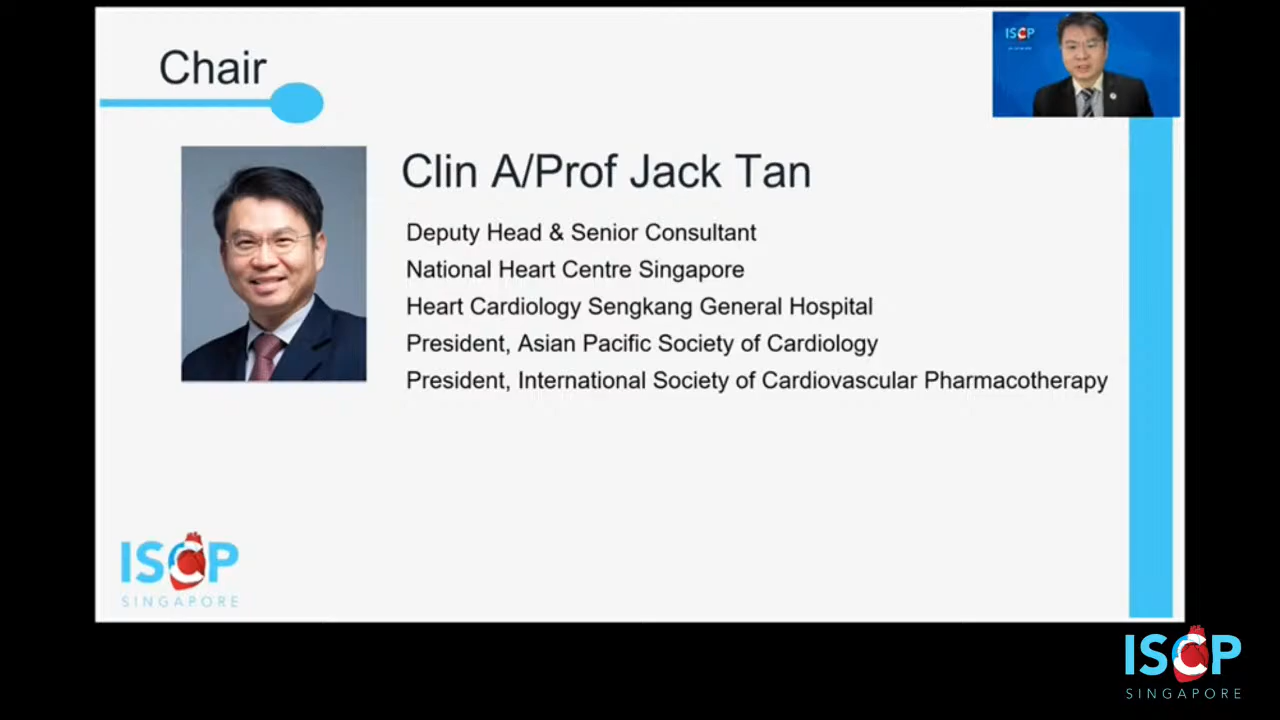 Chair
ISCP
Clin A/Prof Jack Tan
Deputy Head & Senior Consultant
National Heart Centre Singapore
Heart Cardiology Sengkang General Hospital
President, Asian Pacific Society of Cardiology
President, International Society of Cardiovascular Pharmacotherapy
ISCP
SINGAPORE
ISCP
SINGAPORE